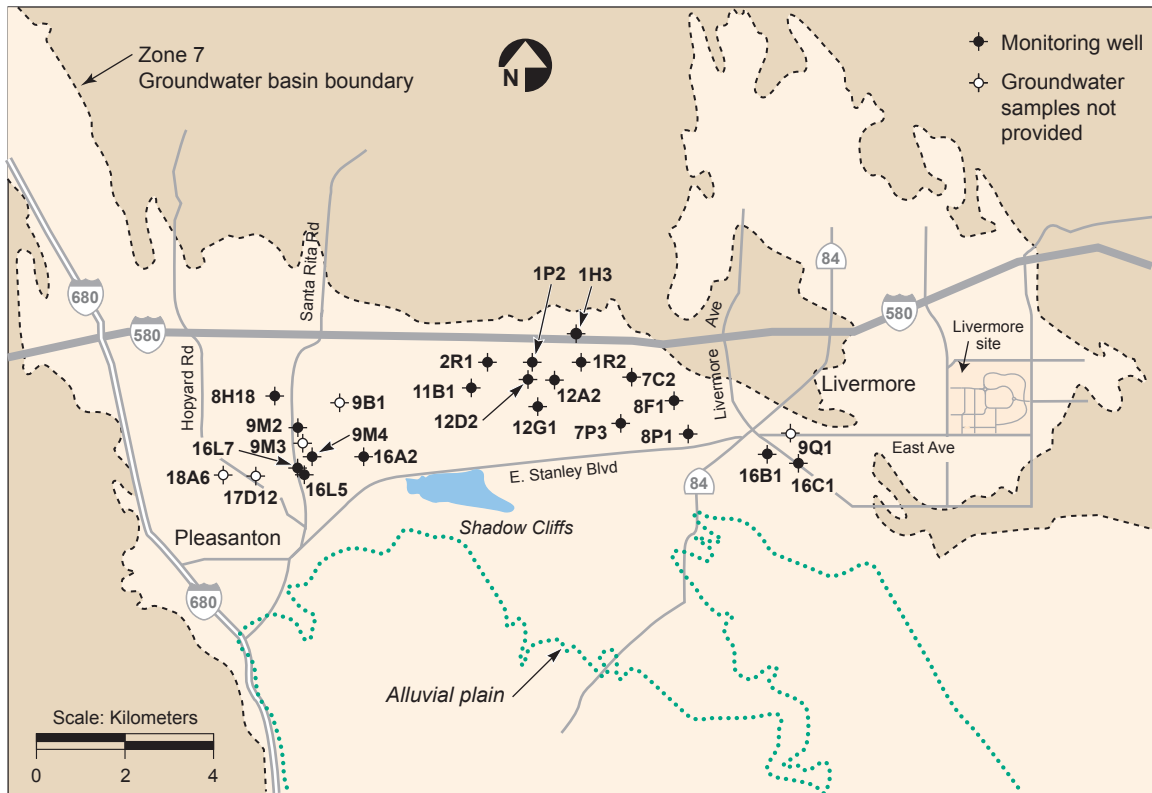 Zone 7
Groundwater basin boundary
N
Monitoring well
Groundwater
samples not
provided
680
580
Hopyard Rd
Santa Rita Rd
1P2
1H3
Livermore Ave
84
580
Livermore
site
Livermore
2R1
1R2
7C2
11B1
12A2
8H18
9B1
12D2
8F1
12G1
9M2
9M4
7P3
8P1
16L7
9M3
16A2
9Q1
East Ave
18A6
17D12
16L5
E. Stanley Blvd
16B1
16C1
84
Pleasanton
Shadow Cliffs
680
Alluvial plain
Scale: Kilometers
0 2 4